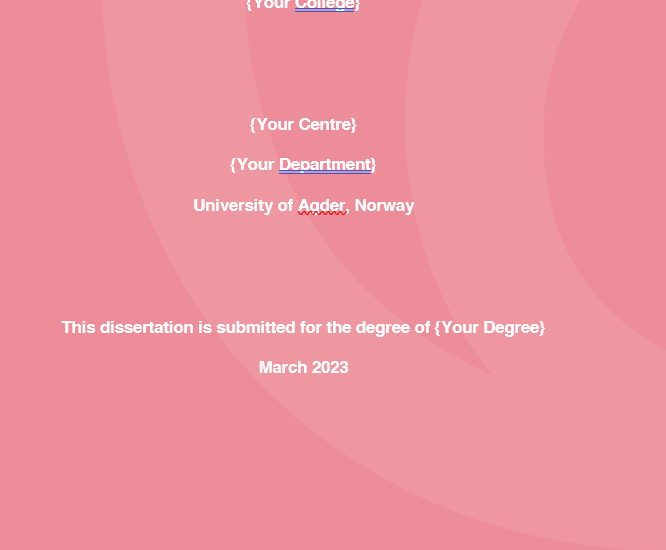 {Your College}
{Your Centre}
{Your Department}
University of Agder, Norway
This dissertation is submitted for the degree of {Your Degree}
March 2023